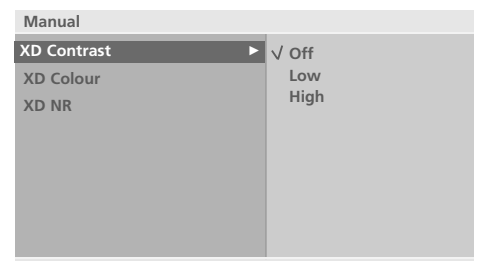 Manual
XD Contrast ► √ Off
XD Colour Low
XD NR High